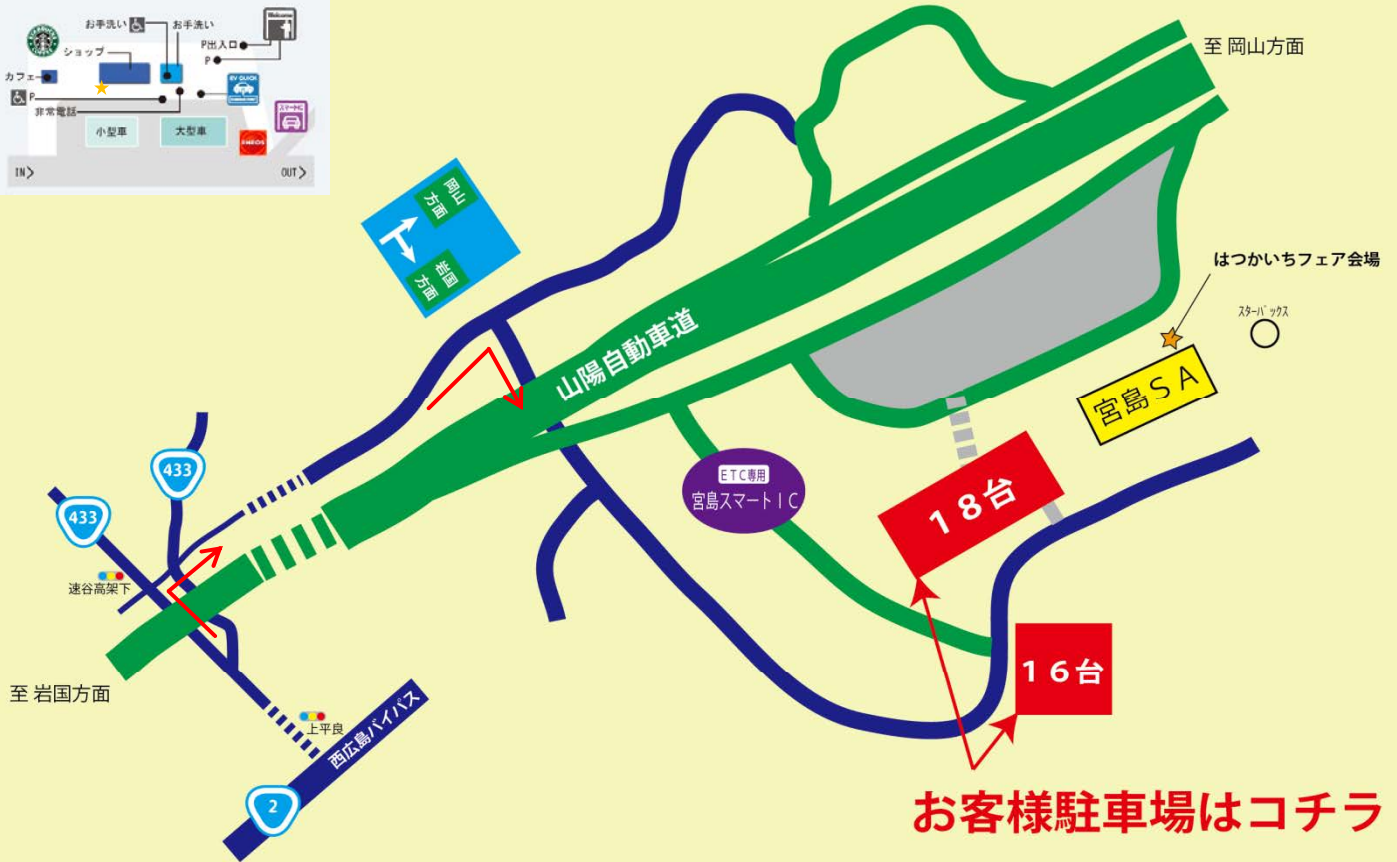 お手洗い
お手洗い
Welcome
P出入口
P
ショップ
カフェ
P
非常電話
EV QUICK
スマートIC
小型車
大型車
ENEOS
IN>
OUT>
至 岡山方面
岡山
方面
岩国
方面
はつかいちフェア会場
スターバックス
山陽自動車道
宮島ＳＡ
ETC専用
宮島スマートＩＣ
１８台
433
433
速谷高架下
１６台
至 岩国方面
上平良
西広島バイパス
2
お客様駐車場はコチラ